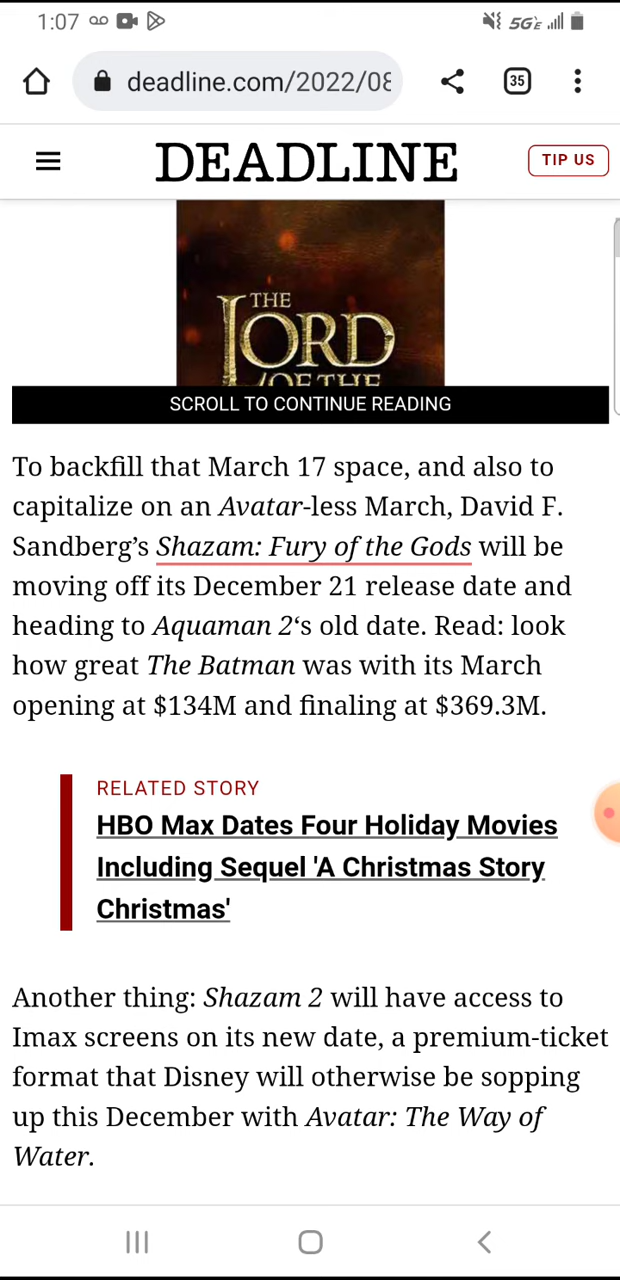 1:07
5GE
deadline.com/2022/08
35
DEADLINE
TIP US
THE
LORD
OF THE
SCROLL TO CONTINUE READING
To backfill that March 17 space, and also to
capitalize on an Avatar-less March, David F.
Sandberg’s Shazam: Fury of the Gods will be
moving off its December 21 release date and
heading to Aquaman 2‘s old date. Read: look
how great The Batman was with its March
opening at $134M and finaling at $369.3M.
RELATED STORY
HBO Max Dates Four Holiday Movies
Including Sequel 'A Christmas Story
Christmas'
Another thing: Shazam 2 will have access to
Imax screens on its new date, a premium-ticket
format that Disney will otherwise be sopping
up this December with Avatar: The Way of
Water.